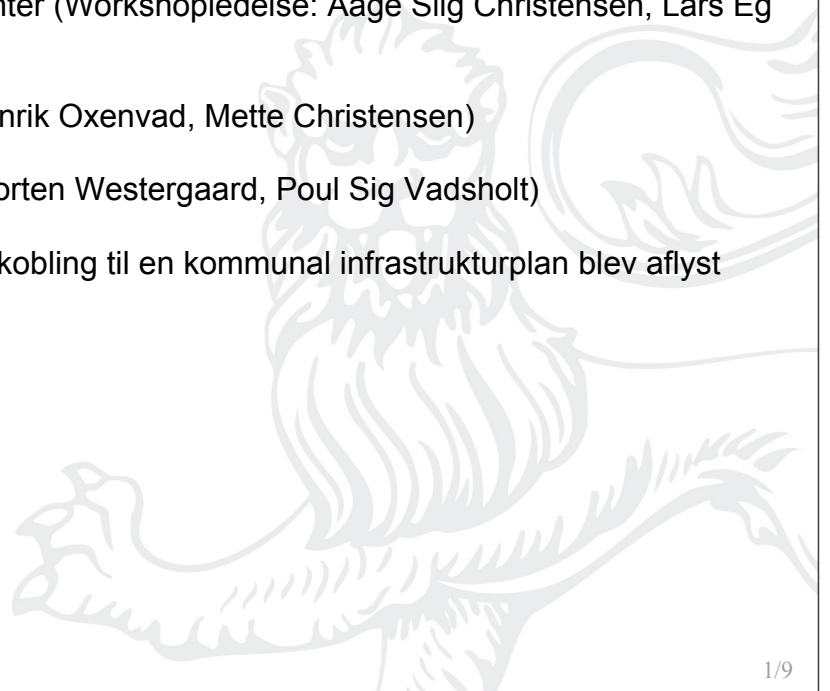 nter (Workshopledelse: Aage Slig Christensen, Lars Eg
nrik Oxenvad, Mette Christensen)
orten Westergaard, Poul Sig Vadsholt)
kobling til en kommunal infrastrukturplan blev aflyst
1/9